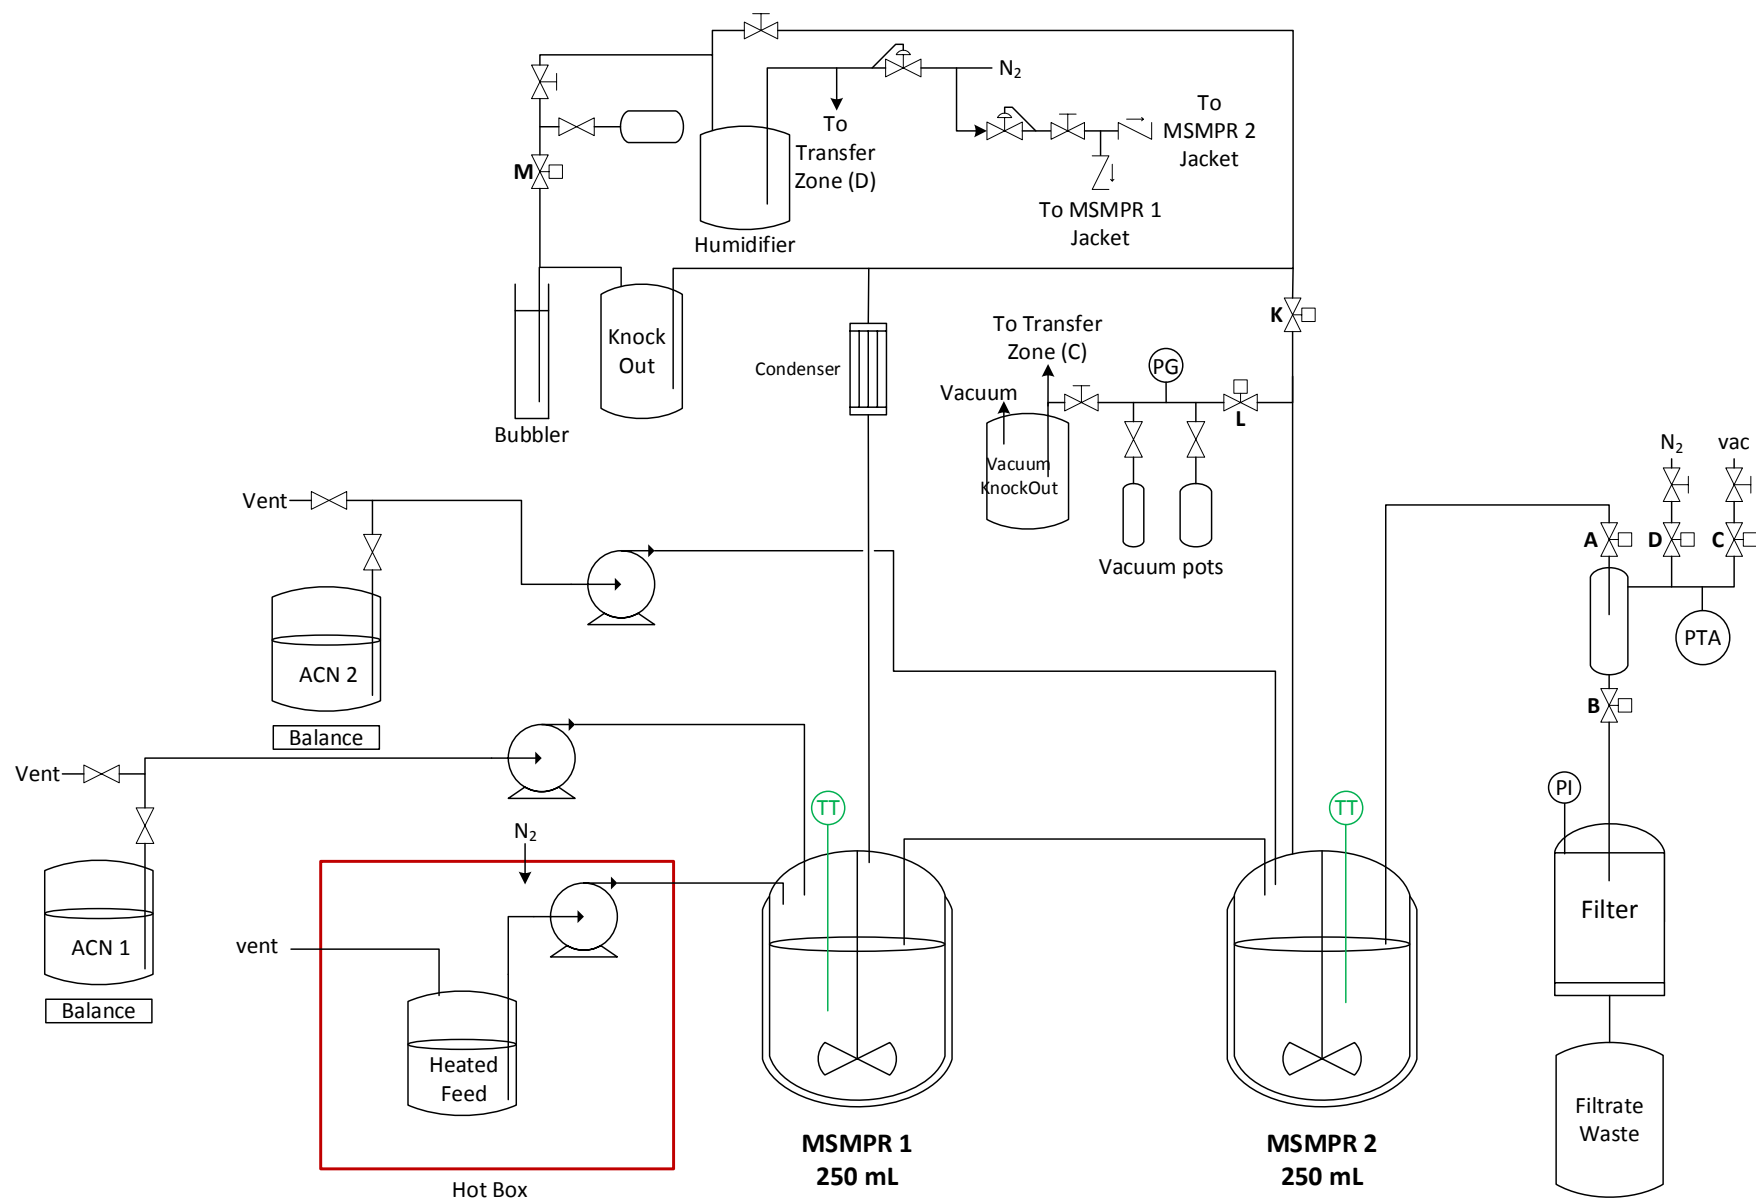 N₂
To
Transfer
Zone (D)
To
MSMPR 2
Jacket
To MSMPR 1
Jacket
M
Humidifier
Knock
Out
Bubbler
Condenser
K
To Transfer
Zone (C)
PG
Vacuum
L
Vacuum
KnockOut
Vacuum pots
N₂
vac
A
D
C
PTA
B
PI
Filter
Filtrate
Waste
Vent
ACN 2
Balance
Vent
ACN 1
Balance
N₂
vent
Heated
Feed
Hot Box
TT
TT
MSMPR 1
250 mL
MSMPR 2
250 mL